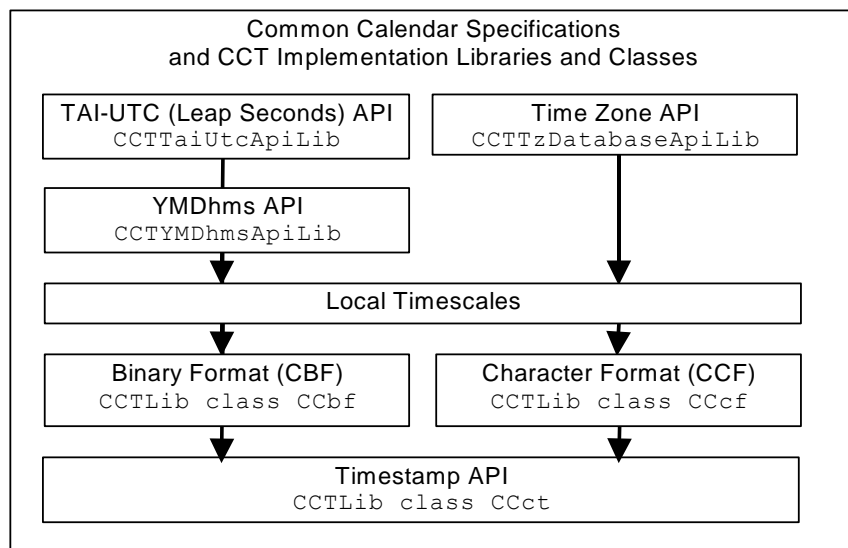 Common Calendar Specifications
and CCT Implementation Libraries and Classes
TAI-UTC (Leap Seconds) API
CCTTaiUtcApiLib
Time Zone API
CCTTzDatabaseApiLib
YMDhms API
CCTYMDhmsApiLib
Local Timescales
Binary Format (CBF)
CCTLib class CCbf
Character Format (CCF)
CCTLib class CCcf
Timestamp API
CCTLib class CCct